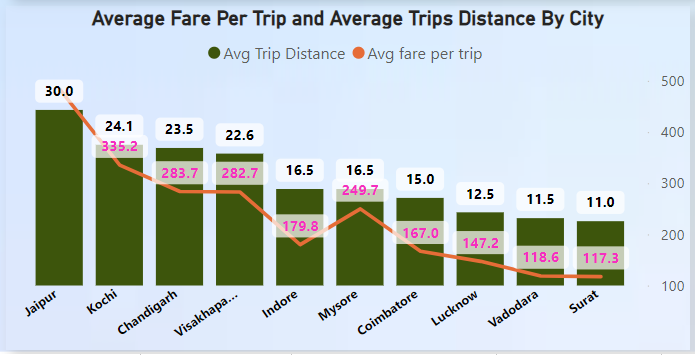 Average Fare Per Trip and Average Trips Distance By City
Avg Trip Distance Avg fare per trip
500
400
300
200
100
30.0
24.1
23.5
22.6
16.5
16.5
15.0
12.5
11.5
11.0
335.2
283.7
282.7
179.8
249.7
167.0
147.2
118.6
117.3
Jaipur
Kochi
Chandigarh
Visakhapa...
Indore
Mysore
Coimbatore
Lucknow
Vadodara
Surat